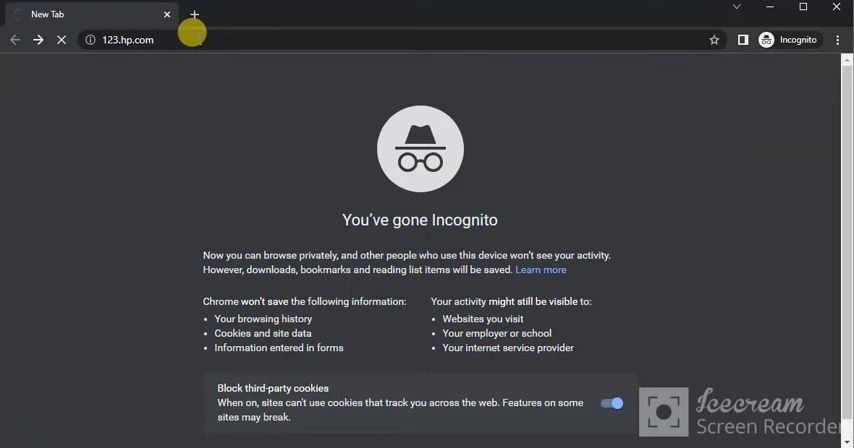 New Tab
123.hp.com
Incognito
You've gone Incognito
Now you can browse privately, and other people who use this device won't see your activity.
However, downloads, bookmarks and reading list items will be saved. Learn more
Chrome won't save the following information:
• Your browsing history
• Cookies and site data
• Information entered in forms
Your activity might still be visible to:
• Websites you visit
• Your employer or school
• Your internet service provider
Block third-party cookies
When on, sites can't use cookies that track you across the web. Features on some
sites may break.
Icecream
Screen Recorder